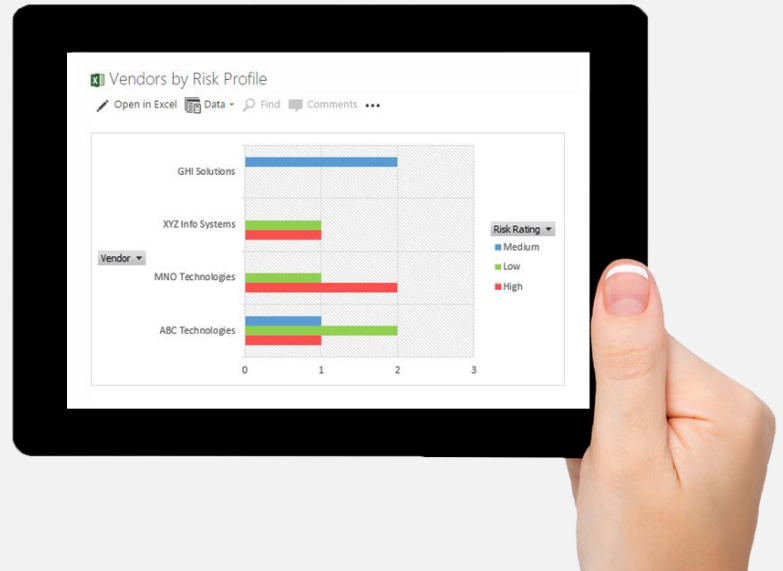 Vendors by Risk Profile
Open in Excel Data Find Comments •••
GHI Solutions
XYZ Info Systems
MNO Technologies
ABC Technologies
Vendor
0 1 2 3
Risk Rating
Medium
Low
High